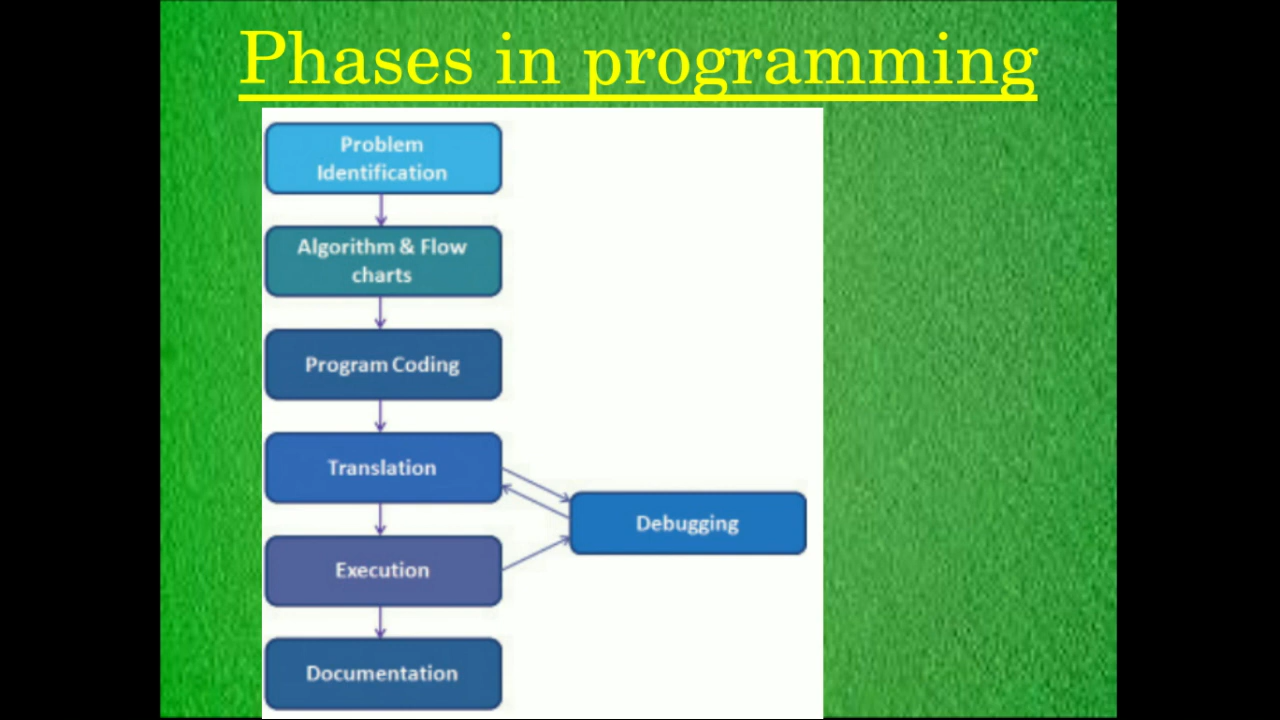 Phases in programming
Problem
Identification
Algorithm & Flow
charts
Program Coding
Translation
Debugging
Execution
Documentation